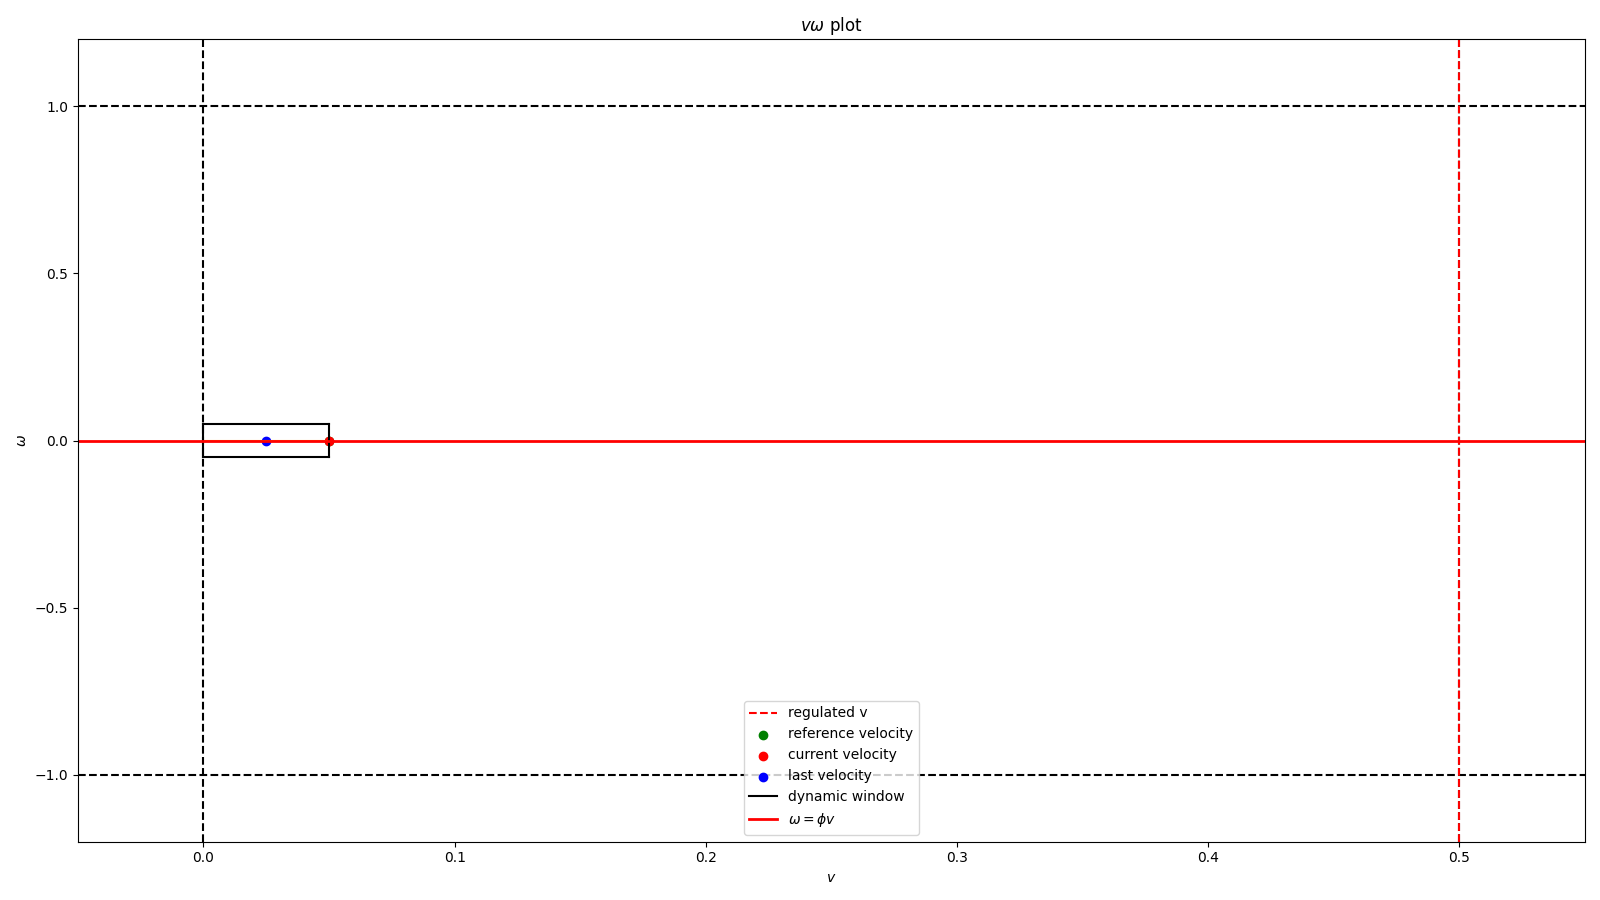 vω plot
1.0
0.5
0.0
−0.5
−1.0
ω
0.0 0.1 0.2 0.3 0.4 0.5
v
regulated v
reference velocity
current velocity
last velocity
dynamic window
ω = ϕv